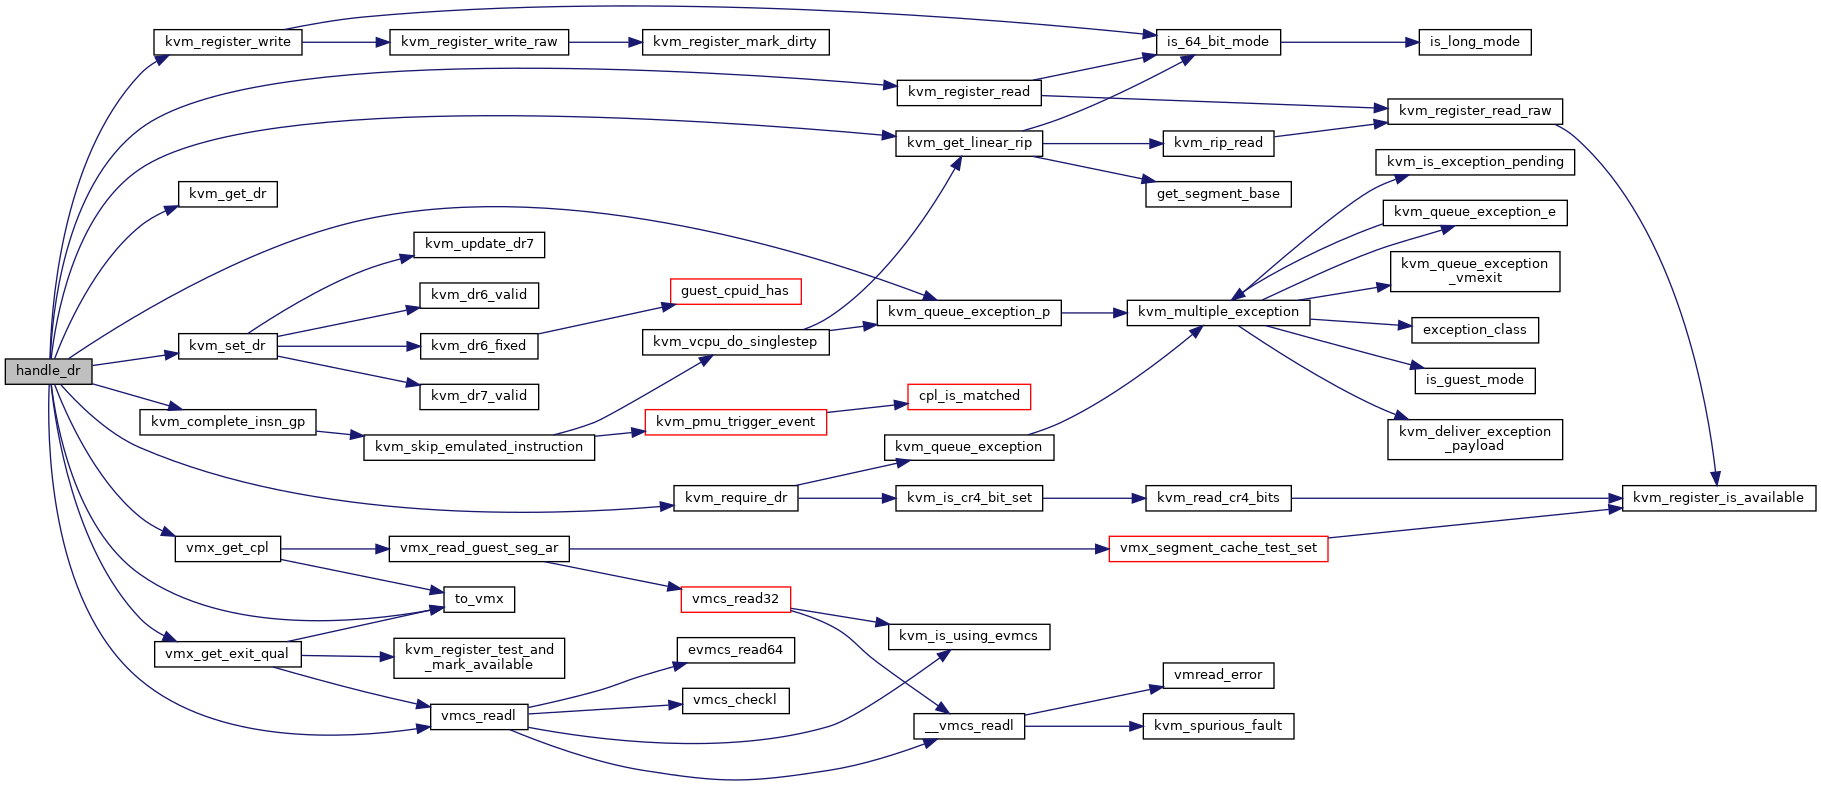 kvm_register_write
kvm_register_write_raw
kvm_register_mark_dirty
is_64_bit_mode
is_long_mode
kvm_register_read
kvm_register_read_raw
kvm_get_linear_rip
kvm_rip_read
kvm_is_exception_pending
kvm_get_dr
get_segment_base
kvm_queue_exception_e
kvm_update_dr7
kvm_queue_exception
_vmexit
kvm_dr6_valid
guest_cpuid_has
kvm_queue_exception_p
kvm_multiple_exception
exception_class
kvm_set_dr
kvm_dr6_fixed
kvm_vcpu_do_singlestep
handle_dr
is_guest_mode
kvm_dr7_valid
cpl_is_matched
kvm_complete_insn_gp
kvm_pmu_trigger_event
kvm_deliver_exception
_payload
kvm_skip_emulated_instruction
kvm_queue_exception
kvm_require_dr
kvm_is_cr4_bit_set
kvm_read_cr4_bits
kvm_register_is_available
vmx_get_cpl
vmx_read_guest_seg_ar
vmx_segment_cache_test_set
to_vmx
vmcs_read32
kvm_is_using_evmcs
vmx_get_exit_qual
kvm_register_test_and
_mark_available
evmcs_read64
vmread_error
vmcs_checkl
vmcs_readl
__vmcs_readl
kvm_spurious_fault